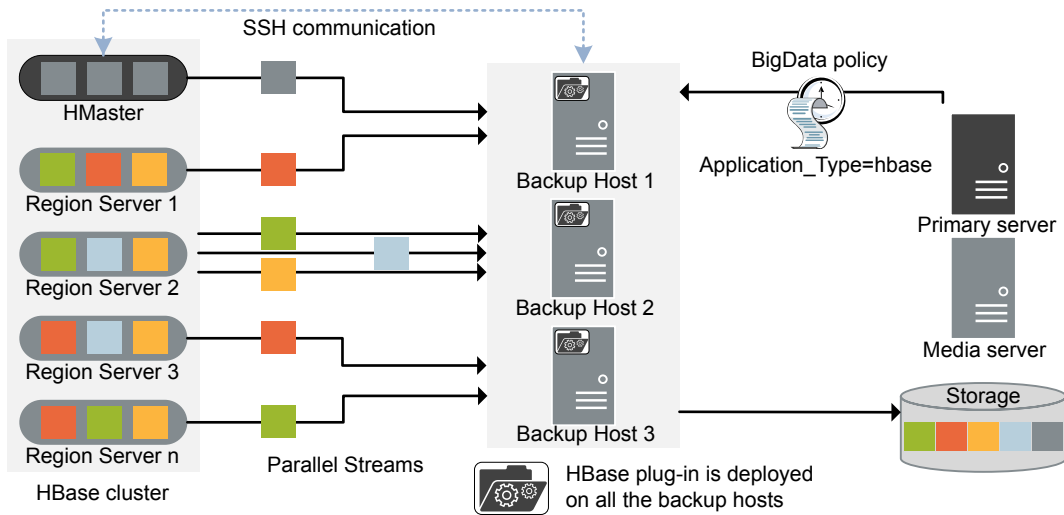 SSH communication
HMaster
Region Server 1
Region Server 2
Region Server 3
Region Server n
HBase cluster
Parallel Streams
Backup Host 1
Backup Host 2
Backup Host 3
HBase plug-in is deployed
on all the backup hosts
BigData policy
Application_Type=hbase
Primary server
Media server
Storage